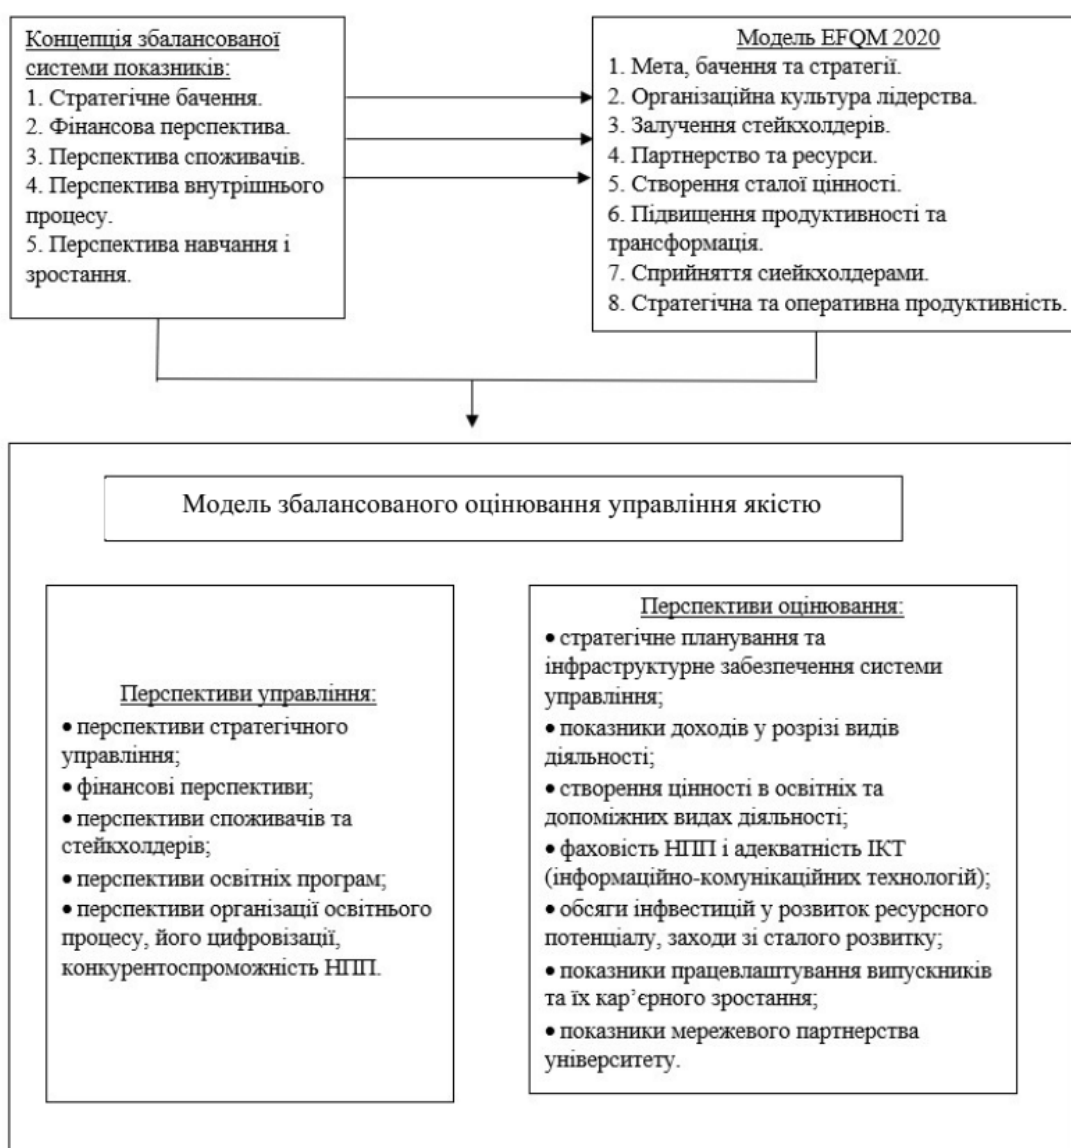 Концепція збалансованої
системи показників:
1. Стратегічне бачення.
2. Фінансова перспектива.
3. Перспектива споживачів.
4. Перспектива внутрішнього
процесу.
5. Перспектива навчання і
зростання.
Модель EFQM 2020
1. Мета, бачення та стратегії.
2. Організаційна культура лідерства.
3. Залучення стейкхолдерів.
4. Партнерство та ресурси.
5. Створення сталої цінності.
6. Підвищення продуктивності та
трансформація.
7. Сприйняття сиейкхолдерами.
8. Стратегічна та оперативна продуктивність.
Модель збалансованого оцінювання управління якістю
Перспективи управління:
• перспективи стратегічного
управління;
• фінансові перспективи;
• перспективи споживачів та
стейкхолдерів;
• перспективи освітніх програм;
• перспективи організації освітнього
процесу, його цифровізації,
конкурентоспроможність НПП.
Перспективи оцінювання:
• стратегічне планування та
інфраструктурне забезпечення системи
управління;
• показники доходів у розрізі видів
діяльності;
• створення цінності в освітніх та
допоміжних видах діяльності;
• фаховість НПП і адекватність ІКТ
(інформаційно-комунікаційних технологій);
• обсяги інфвестицій у розвиток ресурсного
потенціалу, заходи зі сталого розвитку;
• показники працевлаштування випускників
та їх кар’єрного зростання;
• показники мережевого партнерства
університету.